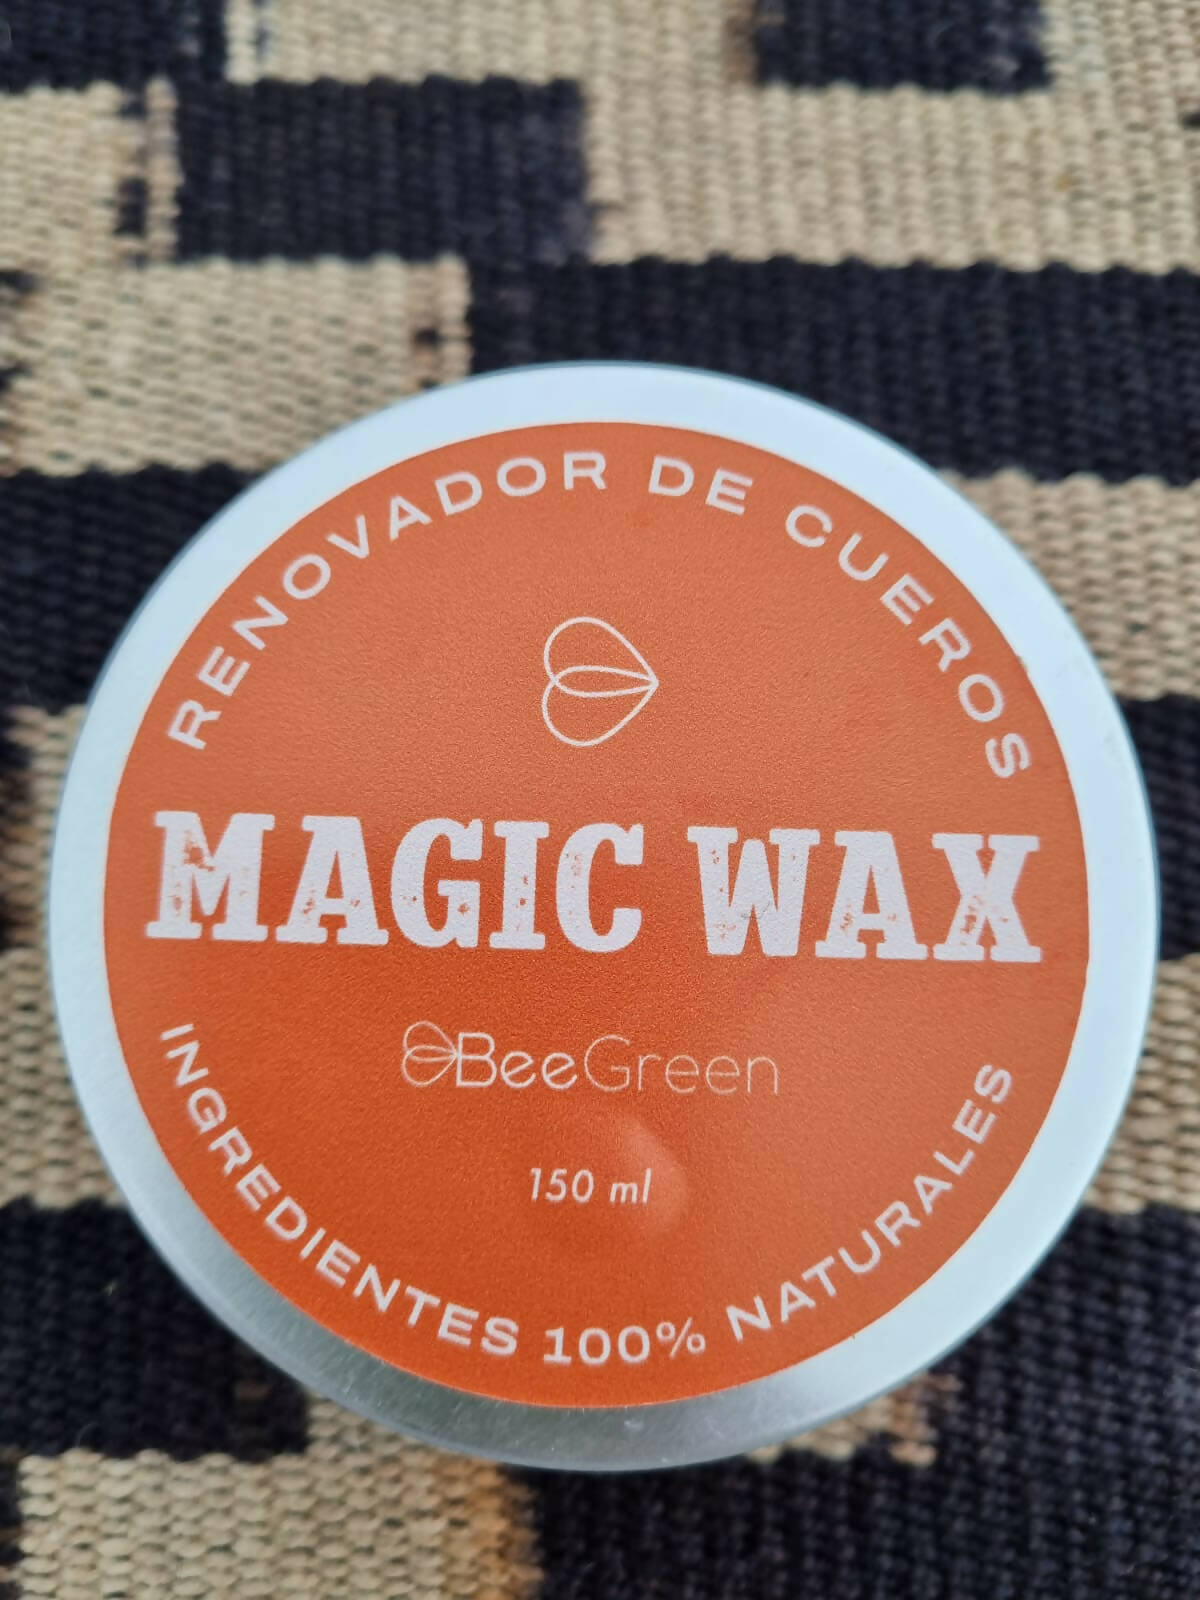 RENOVADOR DE CUEROS
MAGIC WAX
BeeGreen
150 ml
INGREDIENTES 100% NATURALES